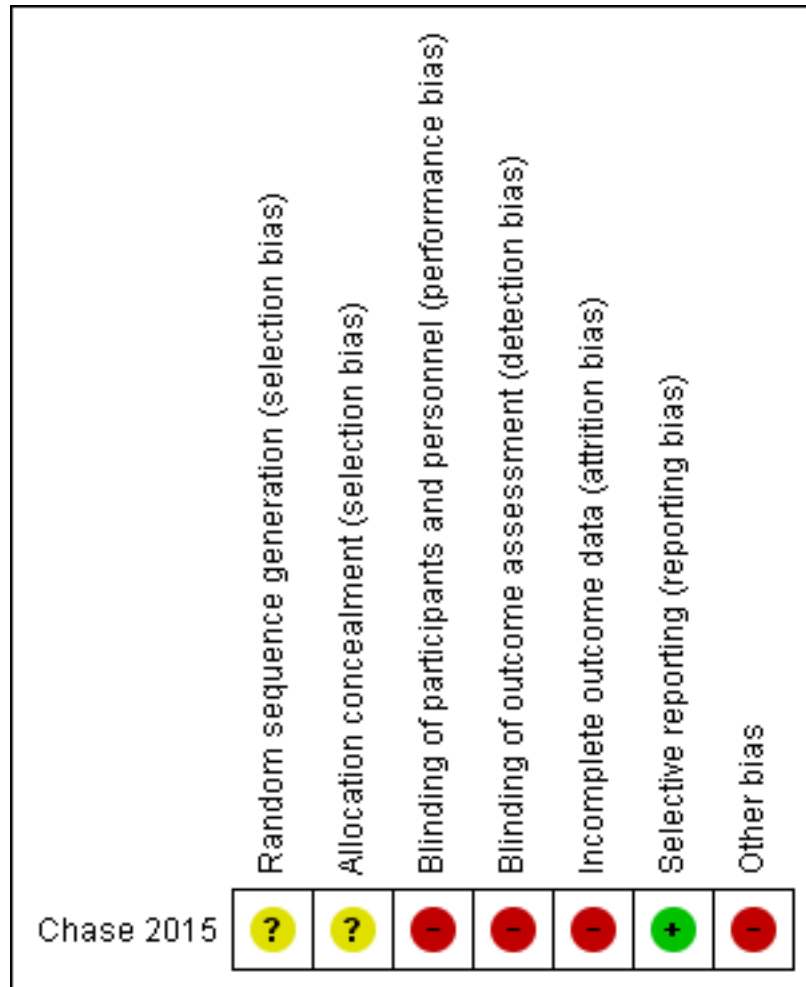 Random sequence generation (selection bias)
Allocation concealment (selection bias)
Blinding of participants and personnel (performance bias)
Blinding of outcome assessment (detection bias)
Incomplete outcome data (attrition bias)
Selective reporting (reporting bias)
Other bias
Chase 2015 ? ? - - - + -